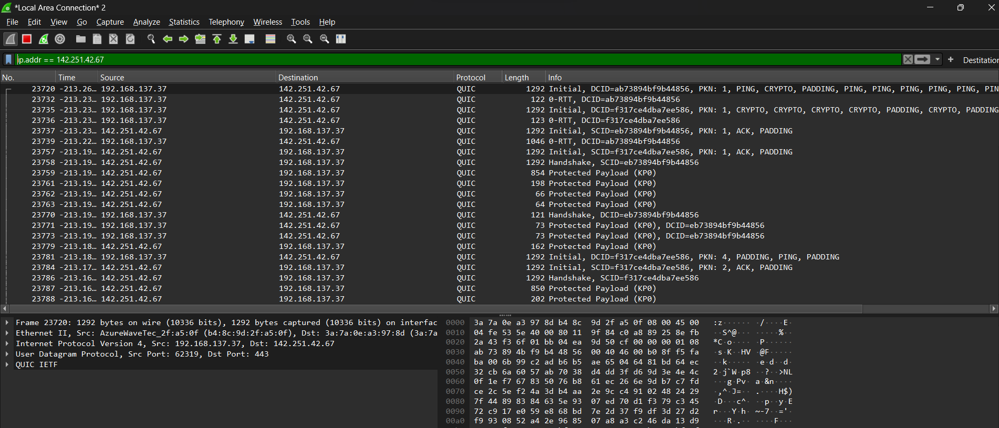 *Local Area Connection* 2
File Edit View Go Capture Analyze Statistics Telephony Wireless Tools Help
ip.addr == 142.251.42.67
Destitation
No. Time Source Destination Protocol Length Info
23720 -213.26… 192.168.137.37 142.251.42.67 QUIC 1292 Initial, DCID=ab73894bf9b44856, PKN: 1, PING, CRYPTO, PADDING, PING, PING, PING, PING, PING, PIN
23732 -213.23… 192.168.137.37 142.251.42.67 QUIC 122 0-RTT, DCID=ab73894bf9b44856
23735 -213.23… 192.168.137.37 142.251.42.67 QUIC 1292 Initial, DCID=f317ce4dba7ee586, PKN: 1, CRYPTO, CRYPTO, CRYPTO, CRYPTO, PADDING, CRYPTO, PADDING
23736 -213.23… 192.168.137.37 142.251.42.67 QUIC 123 0-RTT, DCID=f317ce4dba7ee586
23737 -213.23… 142.251.42.67 192.168.137.37 QUIC 1292 Initial, SCID=eb73894bf9b44856, PKN: 1, ACK, PADDING
23739 -213.22… 192.168.137.37 142.251.42.67 QUIC 1046 0-RTT, DCID=ab73894bf9b44856
23757 -213.19… 142.251.42.67 192.168.137.37 QUIC 1292 Initial, SCID=f317ce4dba7ee586, PKN: 1, ACK, PADDING
23758 -213.19… 142.251.42.67 192.168.137.37 QUIC 1292 Handshake, SCID=eb73894bf9b44856
23759 -213.19… 142.251.42.67 192.168.137.37 QUIC 854 Protected Payload (KP0)
23761 -213.19… 142.251.42.67 192.168.137.37 QUIC 198 Protected Payload (KP0)
23762 -213.19… 142.251.42.67 192.168.137.37 QUIC 66 Protected Payload (KP0)
23763 -213.19… 142.251.42.67 192.168.137.37 QUIC 64 Protected Payload (KP0)
23770 -213.19… 192.168.137.37 142.251.42.67 QUIC 121 Handshake, DCID=eb73894bf9b44856
23771 -213.19… 192.168.137.37 142.251.42.67 QUIC 73 Protected Payload (KP0), DCID=eb73894bf9b44856
23773 -213.19… 192.168.137.37 142.251.42.67 QUIC 73 Protected Payload (KP0), DCID=eb73894bf9b44856
23779 -213.18… 142.251.42.67 192.168.137.37 QUIC 162 Protected Payload (KP0)
23781 -213.18… 192.168.137.37 142.251.42.67 QUIC 1292 Initial, DCID=f317ce4dba7ee586, PKN: 4, PADDING, PING, PADDING
23784 -213.17… 142.251.42.67 192.168.137.37 QUIC 1292 Initial, SCID=f317ce4dba7ee586, PKN: 2, ACK, PADDING
23786 -213.16… 142.251.42.67 192.168.137.37 QUIC 1292 Handshake, SCID=f317ce4dba7ee586
23787 -213.16… 142.251.42.67 192.168.137.37 QUIC 850 Protected Payload (KP0)
23788 -213.16… 142.251.42.67 192.168.137.37 QUIC 202 Protected Payload (KP0)
Frame 23720: 1292 bytes on wire (10336 bits), 1292 bytes captured (10336 bits) on interfac
Ethernet II, Src: AzureWaveTec_2f:a5:0f (b4:8c:9d:2f:a5:0f), Dst: 3a:7a:0e:a3:97:8d (3a:7a
Internet Protocol Version 4, Src: 192.168.137.37, Dst: 142.251.42.67
User Datagram Protocol, Src Port: 62319, Dst Port: 443
QUIC IETF
0000 3a 7a 0e a3 97 8d b4 8c 9d 2f a5 0f 08 00 45 00 :z······ ·/····E·
0010 04 fe 53 5e 40 00 80 11 9f 84 c0 a8 89 25 8e fb ··S^@··· ·····%··
0020 2a 43 f3 6f 01 bb 04 ea 9d 50 cf 00 00 00 01 08 *C·o···· ·P······
0030 ab 73 89 4b f9 b4 48 56 00 40 46 00 b0 8f f5 fa ·s·K··HV ·@F·····
0040 ba 00 6b 99 c2 ad b6 b5 ae 65 04 64 81 bd 64 ec ··k····· ·e·d··d·
0050 32 cb 6a 60 57 ab 70 38 d4 dd 3f d6 9d 3e 4e 4c 2·j`W·p8 ··?··>NL
0060 0f 1e f7 67 83 50 76 b8 61 ec 26 6e 9d b7 c7 fd ···g·Pv· a·&n····
0070 ce 2c 5e f2 4a 3d b4 aa 2e 9c c4 91 02 48 24 29 ·,^·J=·· .····H$)
0080 7f 44 89 83 84 63 5e 93 07 ed 70 d1 f3 79 c3 45 ·D···c^· ··p··y·E
0090 72 c9 17 e0 59 e8 68 bd 7e 2d 37 f9 df 3d 27 d2 r···Y·h· ~-7··='·
00a0 f9 93 08 52 a4 2e 96 85 07 a8 a3 c2 46 da 13 d9 ···R·.·· ····F···